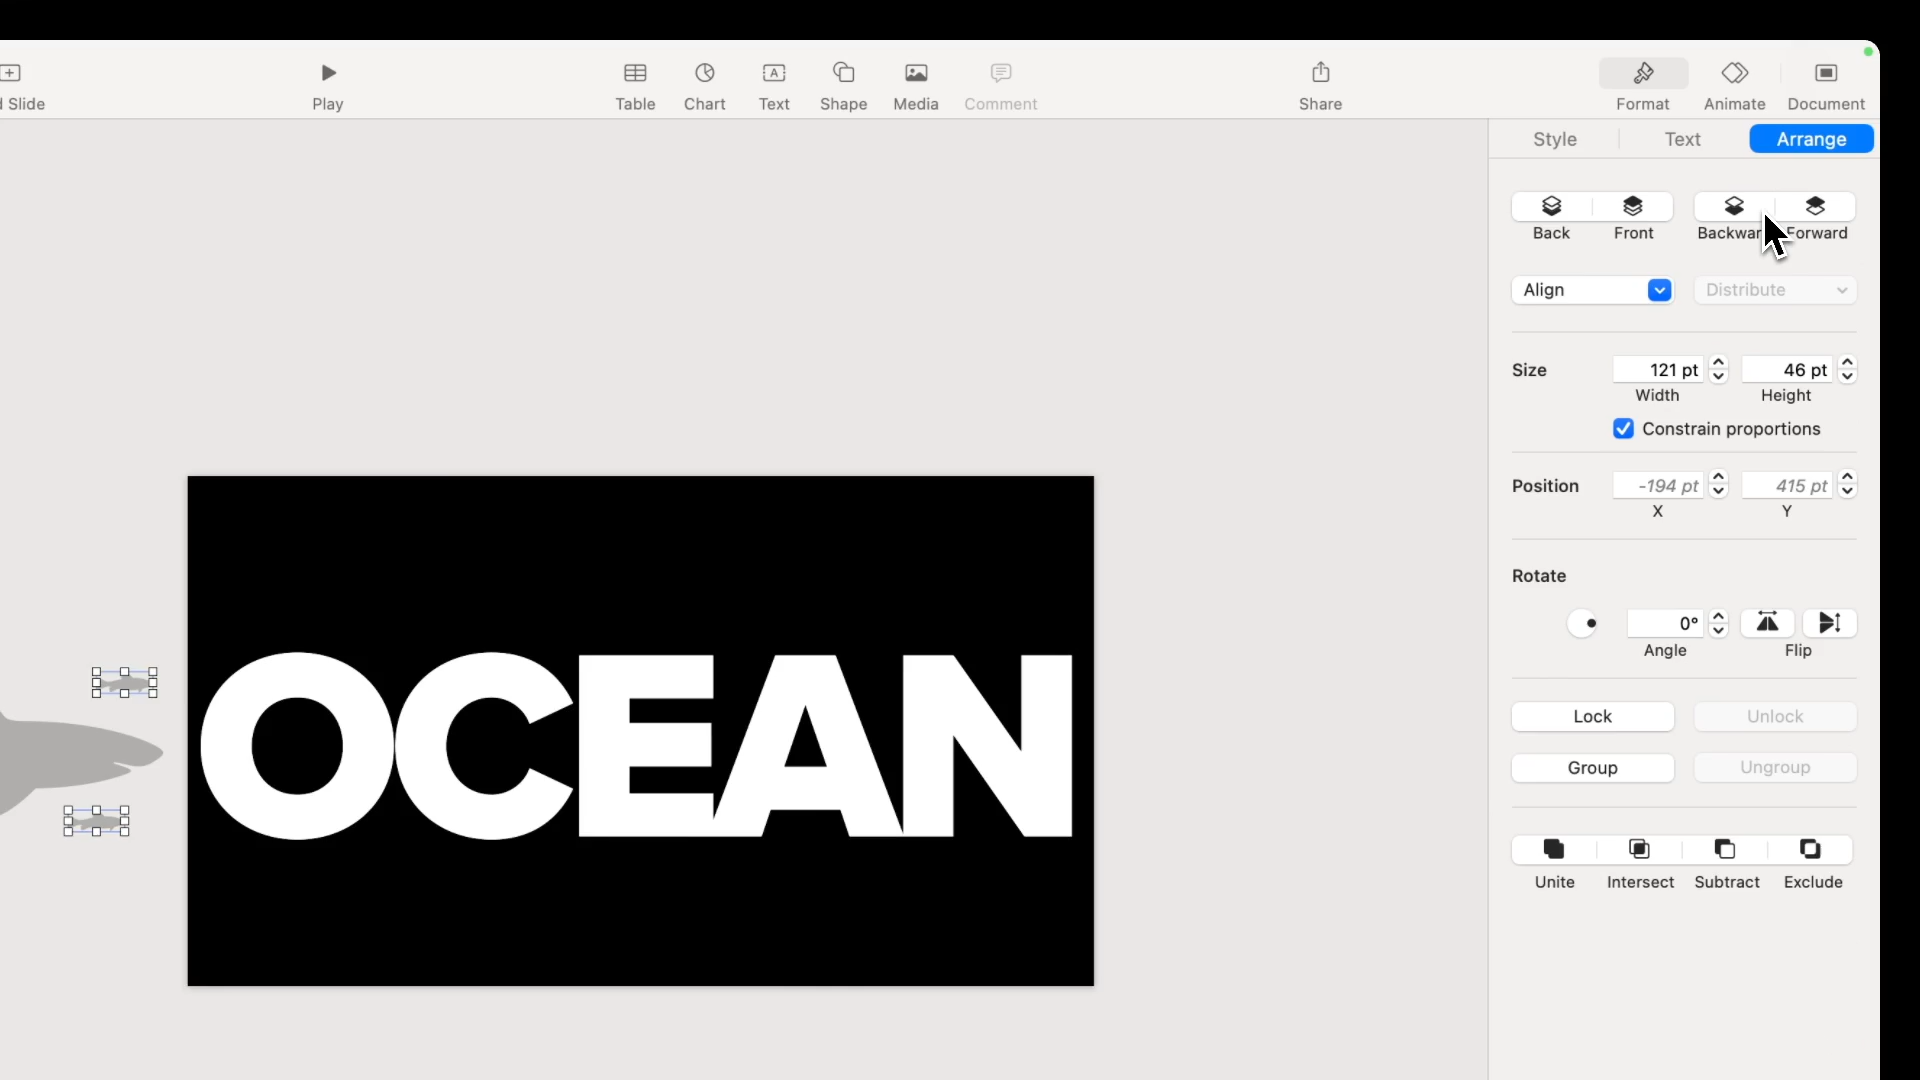 Slide
Play
Table
Chart
Text
Shape
Media
Comment
Share
Format
Animate
Document
Style
Text
Arrange
Back
Front
Backwar
Forward
Align
Distribute
Size
121 pt
46 pt
Width
Height
Constrain proportions
Position
-194 pt
415 pt
X
Y
Rotate
0°
Angle
Flip
Lock
Unlock
Group
Ungroup
Unite
Intersect
Subtract
Exclude
OCEAN